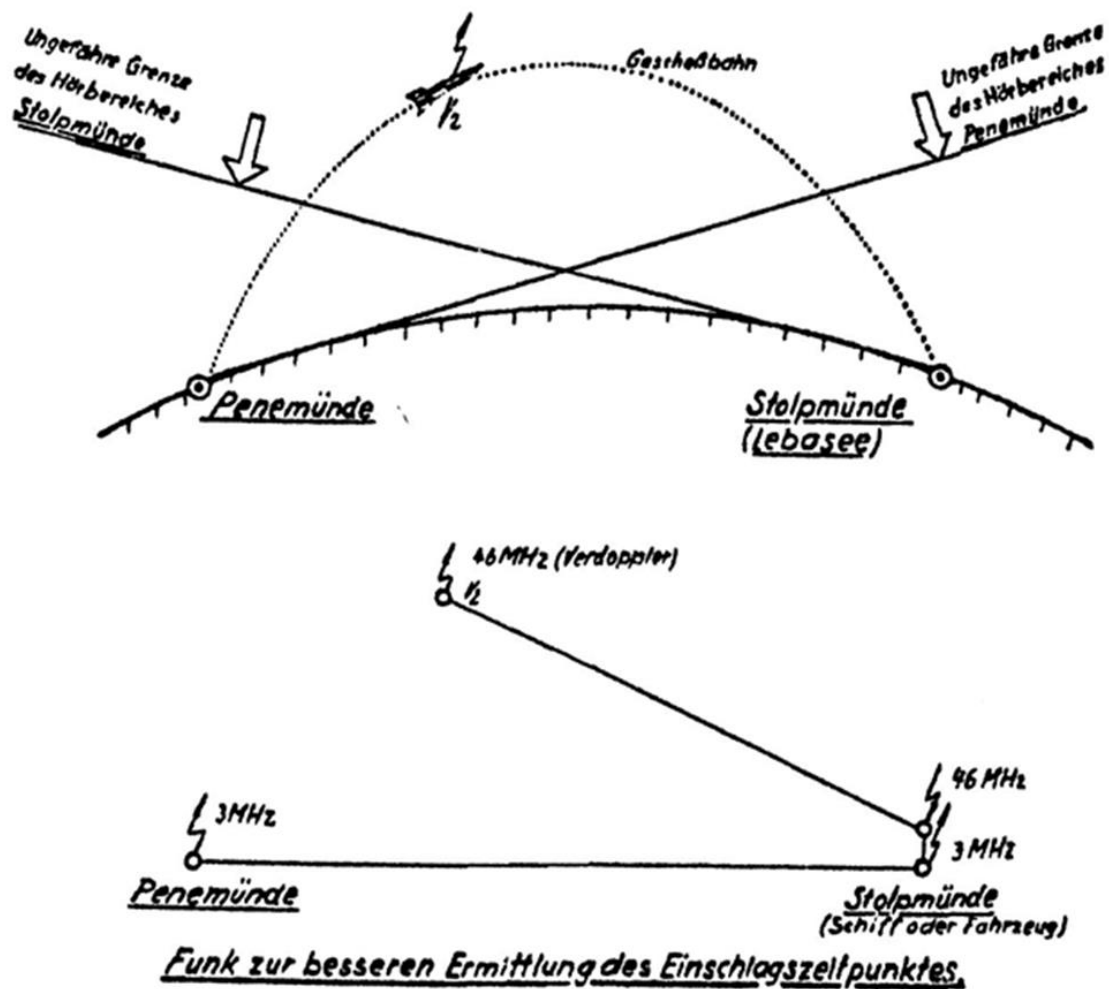 Ungefähre Grenze
des Hörbereiches
Stolpmünde
V2
Geschoßbahn
Ungefähre Grenze
des Hörbereiches
Penemünde
Penemünde
Stolpmünde
(Lebasee)
46 MHz (Verdoppler)
V2
3 MHz
Penemünde
46 MHz
3 MHz
Stolpmünde
(Schiff oder Fahrzeug)
Funk zur besseren Ermittlung des Einschlagszeitpunktes.